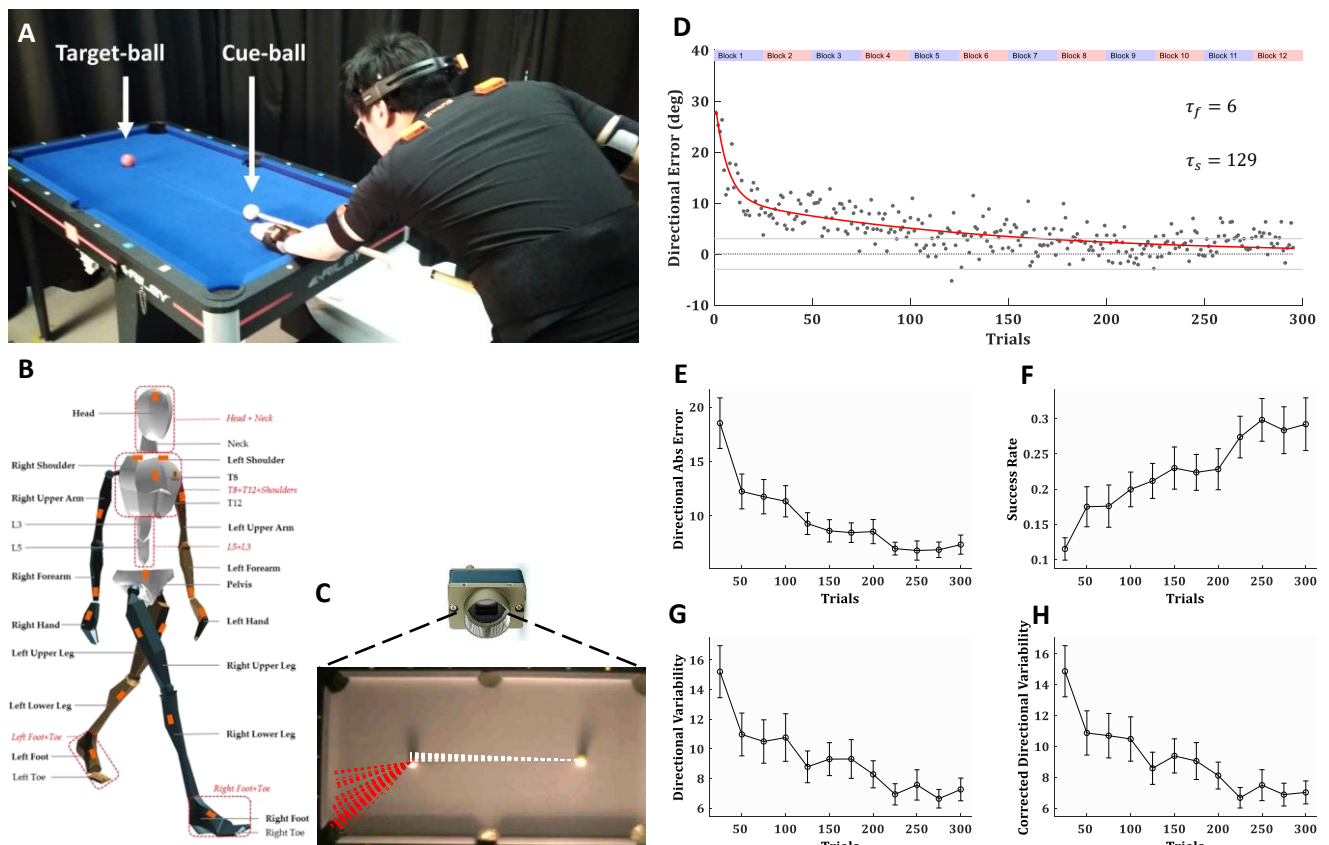 A
Target-ball
Cue-ball
RILEY
B
Head
Head + Neck
Neck
Right Shoulder
Left Shoulder
T8
Right Upper Arm
T8+T12+Shoulders
T12
L3
Left Upper Arm
L5
L5+L3
Right Forearm
Left Forearm
Pelvis
Right Hand
Left Hand
Left Upper Leg
Right Upper Leg
Left Lower Leg
Left Foot+Toe
Right Lower Leg
Left Foot
Left Toe
Right Foot+Toe
Right Foot
Right Toe
C
D
Block 1 Block 2 Block 3 Block 4 Block 5 Block 6 Block 7 Block 8 Block 9 Block 10 Block 11 Block 12
Directional Error (deg)
40
30
20
10
0
-10
τf = 6
τs = 129
0 50 100 150 200 250 300
Trials
E
Directional Abs Error
20
15
10
50 100 150 200 250 300
Trials
F
Success Rate
0.3
0.25
0.2
0.15
0.1
50 100 150 200 250 300
Trials
G
Directional Variability
16
14
12
10
8
6
50 100 150 200 250 300
Trials
H
Corrected Directional Variability
16
14
12
10
8
6
50 100 150 200 250 300
Trials